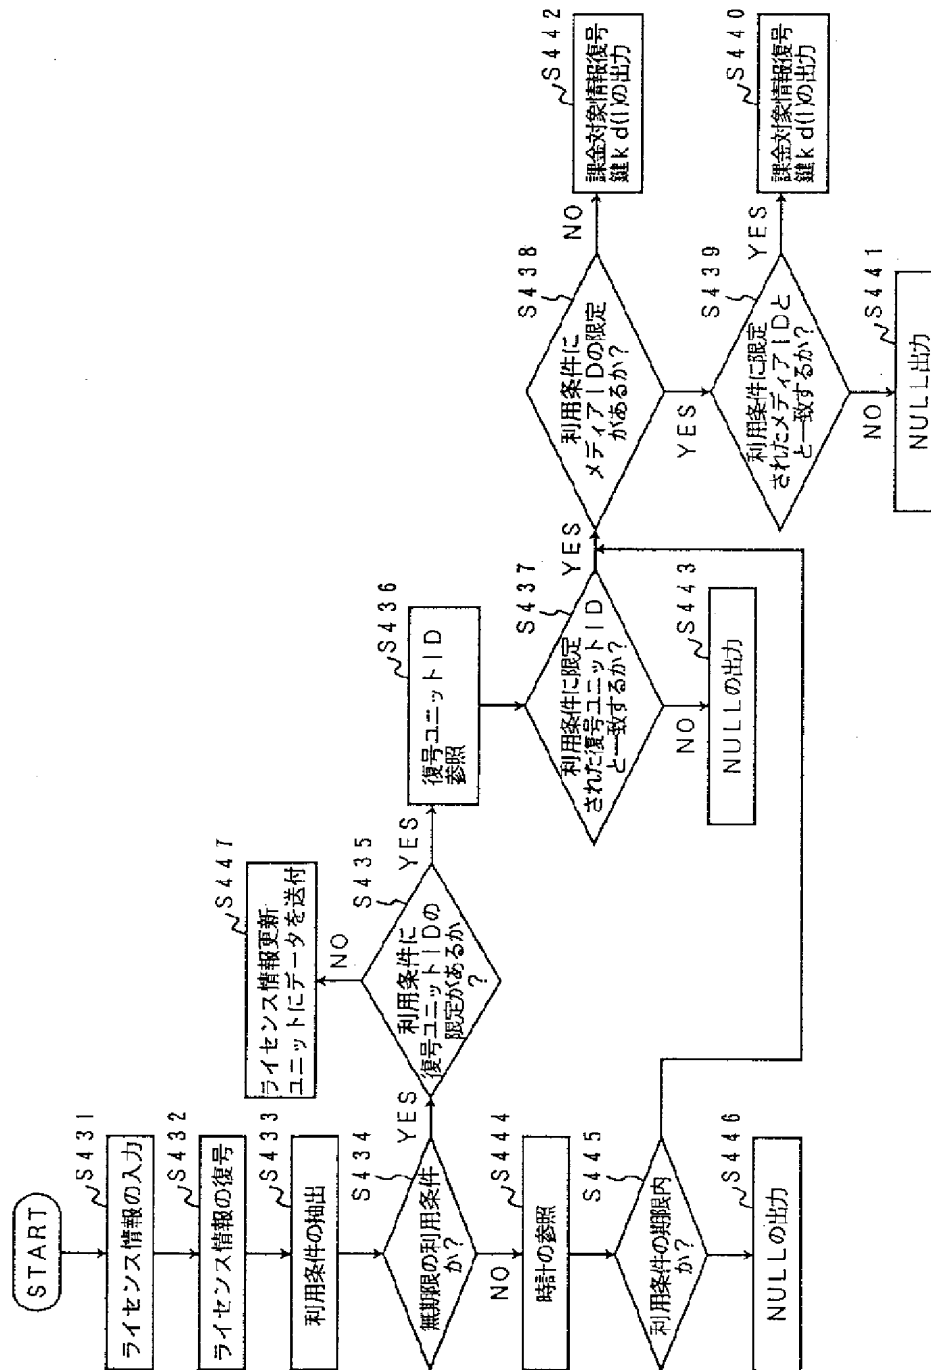 START
S431
ライセンス情報の入力
S432
ライセンス情報の復号
S433
利用条件の抽出
S434
無期限の利用条件
か?
YES
NO
S444
時計の参照
S445
利用条件の期限内
か?
S446
NULLの出力
S447
ライセンス情報更新
ユニットにデータを送付
NO
S435
利用条件に
復号ユニットIDの
限定があるか
?
YES
S436
復号ユニットID
参照
S437
利用条件に限定
された復号ユニットID
と一致するか?
YES
NO
S443
NULLの出力
S438
利用条件に
メディアIDの限定
があるか?
NO
YES
S442
課金対象情報復号
鍵kd(I)の出力
S439
利用条件に限定
されたメディアIDと
と一致するか?
YES
NO
S440
課金対象情報復号
鍵kd(I)の出力
S441
NULL出力